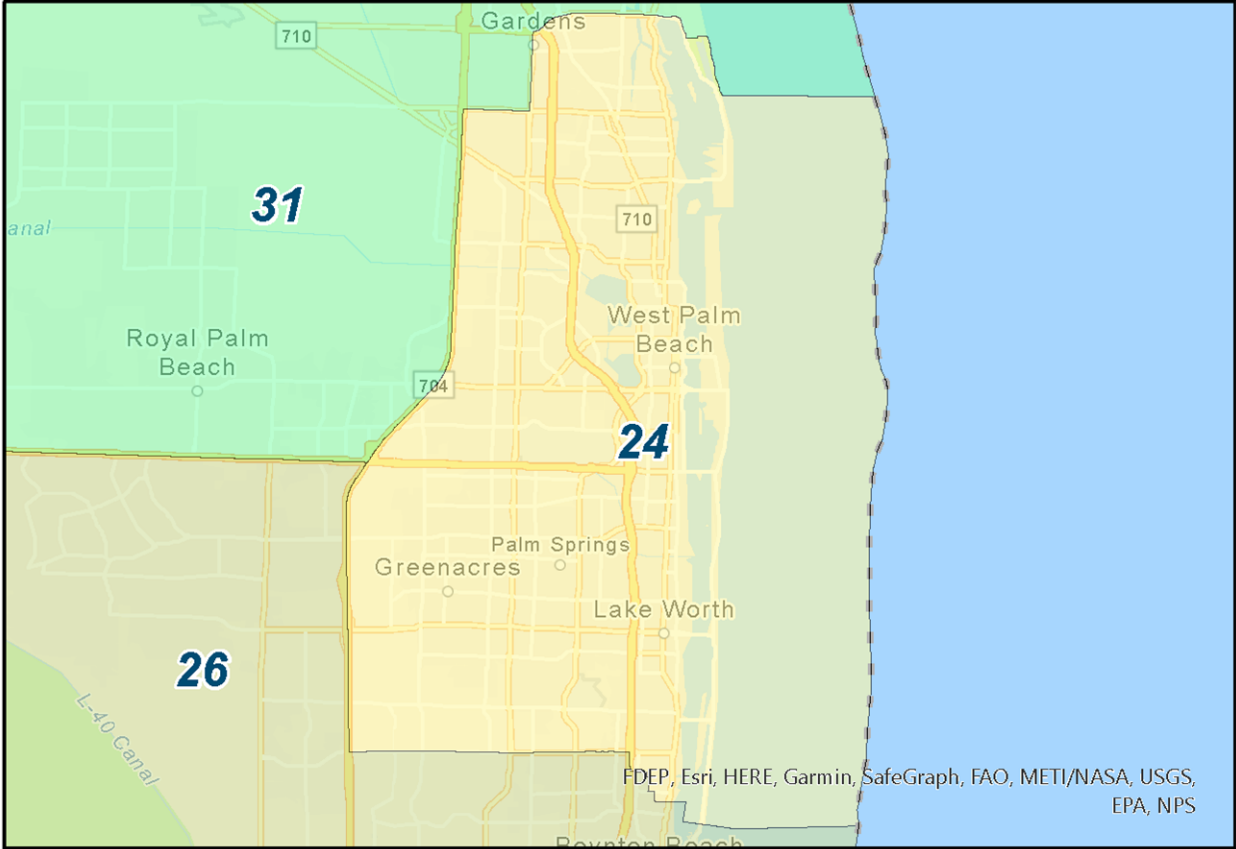 Gardens
710
31
anal
710
West Palm
Beach
Royal Palm
Beach
704
24
Palm Springs
Greenacres
Lake Worth
26
L-40 Canal
FDEP, Esri, HERE, Garmin, SafeGraph, FAO, METI/NASA, USGS,
EPA, NPS
Boynton Beach